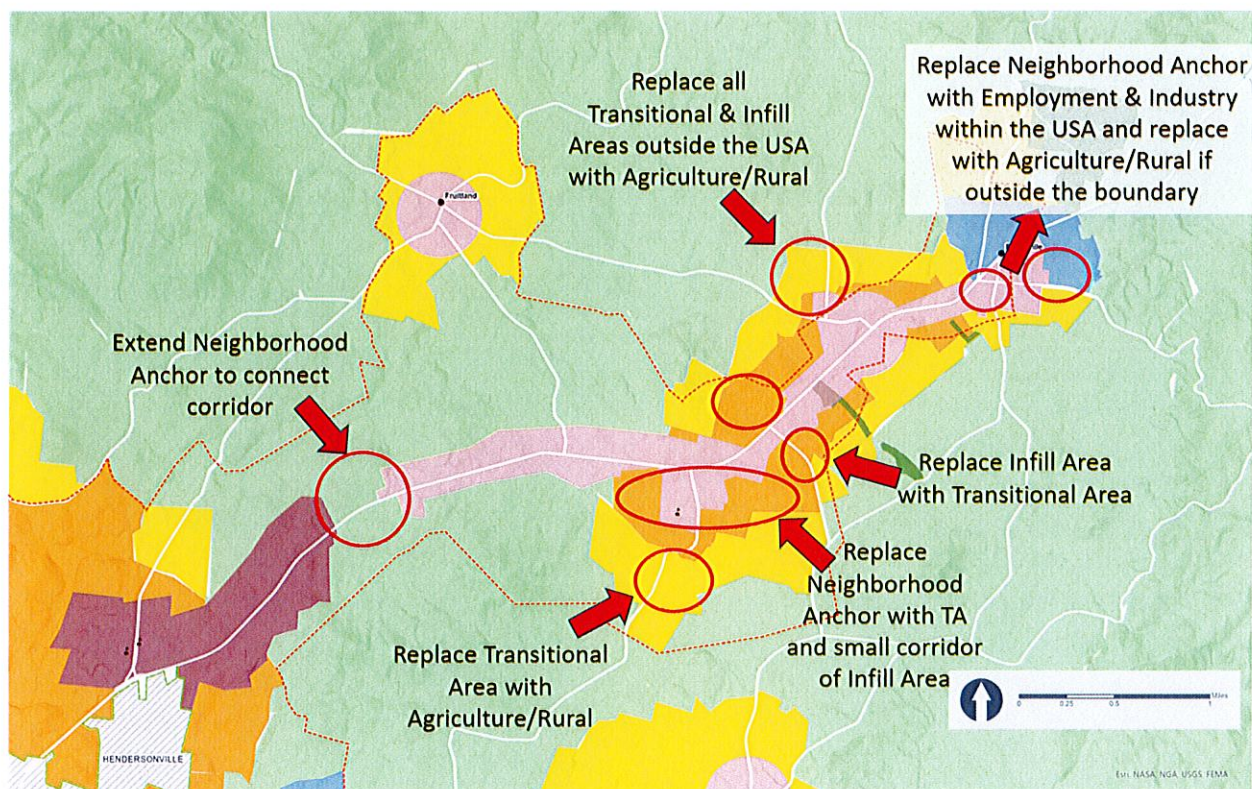 Replace all
Transitional & Infill
Areas outside the USA
with Agriculture/Rural
Replace Neighborhood Anchor
with Employment & Industry
within the USA and replace
with Agriculture/Rural if
outside the boundary
Fruitland
Extend Neighborhood
Anchor to connect
corridor
Replace Infill Area
with Transitional Area
Replace
Neighborhood
Anchor with TA
and small corridor
of Infill Area
Replace Transitional
Area with
Agriculture/Rural
HENDERSONVILLE
Miles
0 0.25 0.5 1
Esri, NASA, NGA, USGS, FEMA